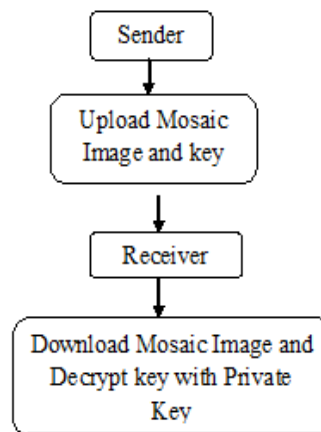 Sender
Upload Mosaic
Image and key
Receiver
Download Mosaic Image and
Decrypt key with Private
Key